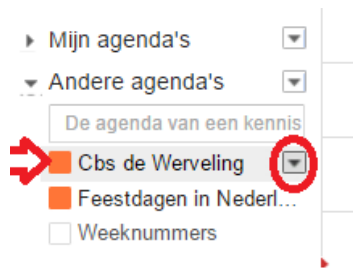 Mijn agenda's
Andere agenda's
De agenda van een kennis
Cbs de Werveling
Feestdagen in Nederl...
Weeknummers